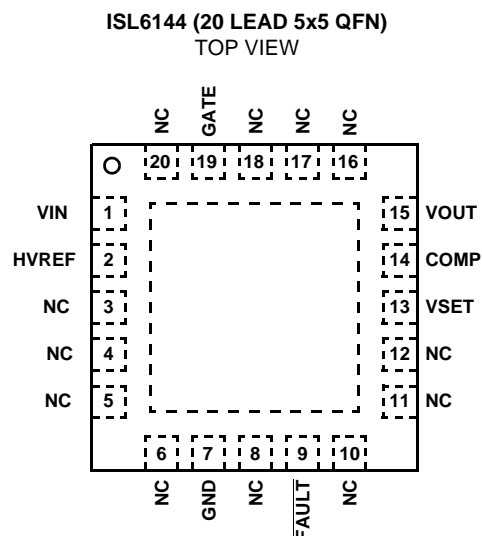 ISL6144 (20 LEAD 5x5 QFN)
TOP VIEW
NC GATE NC NC NC
20 19 18 17 16
VIN 1 15 VOUT
HVREF 2 14 COMP
NC 3 13 VSET
NC 4 12 NC
NC 5 11 NC
6 7 8 9 10
NC GND NC FAULT NC